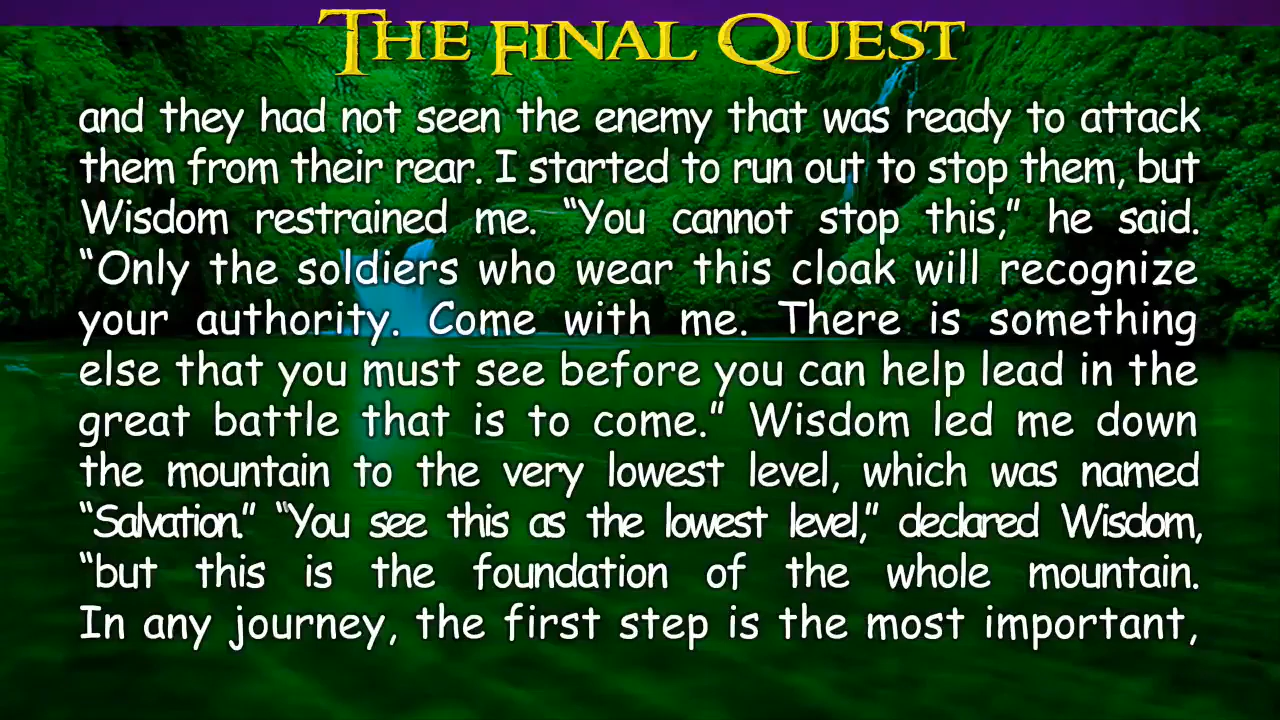 The Final Quest
and they had not seen the enemy that was ready to attack
them from their rear. I started to run out to stop them, but
Wisdom restrained me. “You cannot stop this,” he said.
“Only the soldiers who wear this cloak will recognize
your authority. Come with me. There is something
else that you must see before you can help lead in the
great battle that is to come.” Wisdom led me down
the mountain to the very lowest level, which was named
“Salvation.” “You see this as the lowest level,” declared Wisdom,
“but this is the foundation of the whole mountain.
In any journey, the first step is the most important,